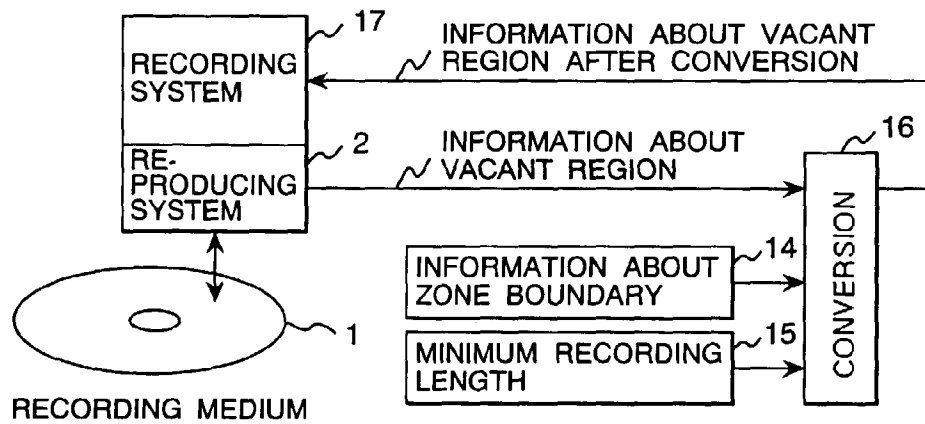 17
INFORMATION ABOUT VACANT
REGION AFTER CONVERSION
RECORDING
SYSTEM
2
RE-
PRODUCING
SYSTEM
INFORMATION ABOUT
VACANT REGION
16
CONVERSION
14
INFORMATION ABOUT
ZONE BOUNDARY
15
MINIMUM RECORDING
LENGTH
1
RECORDING MEDIUM